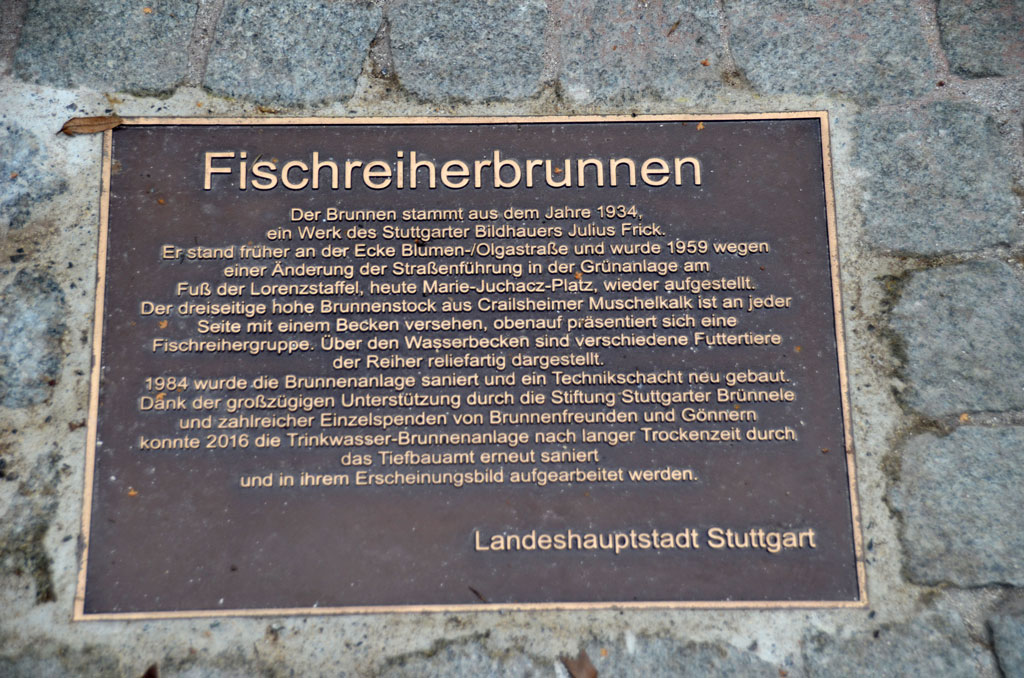 Fischreiherbrunnen
Der Brunnen stammt aus dem Jahre 1934,
ein Werk des Stuttgarter Bildhauers Julius Frick.
Er stand früher an der Ecke Blumen-/Olgastraße und wurde 1959 wegen
einer Änderung der Straßenführung in der Grünanlage am
Fuß der Lorenzstaffel, heute Marie-Juchacz-Platz, wieder aufgestellt.
Der dreiseitige hohe Brunnenstock aus Crailsheimer Muschelkalk ist an jeder
Seite mit einem Becken versehen, obenauf präsentiert sich eine
Fischreihergruppe. Über den Wasserbecken sind verschiedene Futtertiere
der Reiher reliefartig dargestellt.
1984 wurde die Brunnenanlage saniert und ein Technikschacht neu gebaut.
Dank der großzügigen Unterstützung durch die Stiftung Stuttgarter Brünnele
und zahlreicher Einzelspenden von Brunnenfreunden und Gönnern
konnte 2016 die Trinkwasser-Brunnenanlage nach langer Trockenzeit durch
das Tiefbauamt erneut saniert
und in ihrem Erscheinungsbild aufgearbeitet werden.
Landeshauptstadt Stuttgart